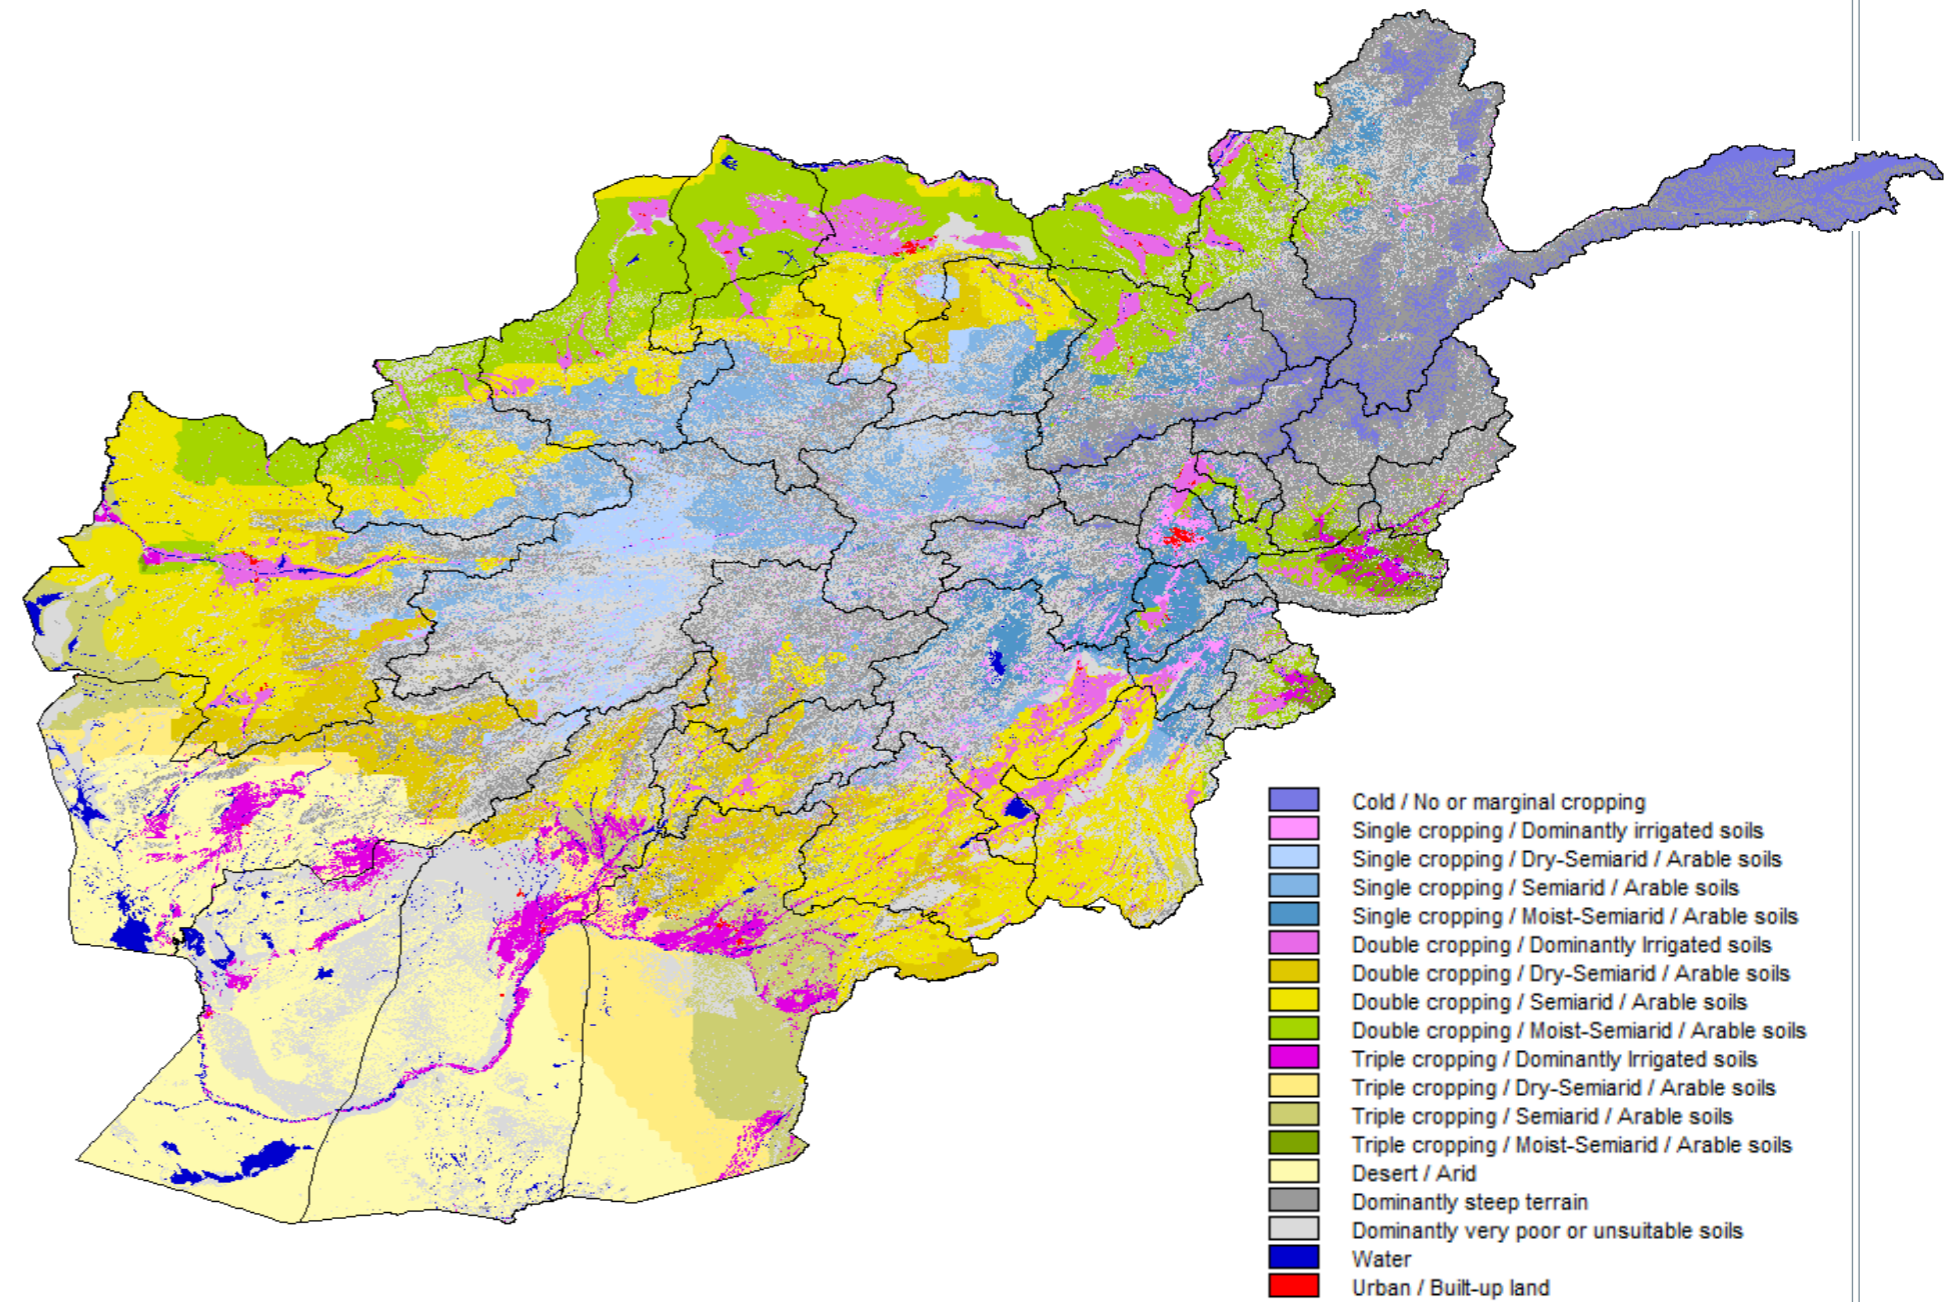 Cold / No or marginal cropping
Single cropping / Dominantly irrigated soils
Single cropping / Dry-Semiarid / Arable soils
Single cropping / Semiarid / Arable soils
Single cropping / Moist-Semiarid / Arable soils
Double cropping / Dominantly Irrigated soils
Double cropping / Dry-Semiarid / Arable soils
Double cropping / Semiarid / Arable soils
Double cropping / Moist-Semiarid / Arable soils
Triple cropping / Dominantly Irrigated soils
Triple cropping / Dry-Semiarid / Arable soils
Triple cropping / Semiarid / Arable soils
Triple cropping / Moist-Semiarid / Arable soils
Desert / Arid
Dominantly steep terrain
Dominantly very poor or unsuitable soils
Water
Urban / Built-up land